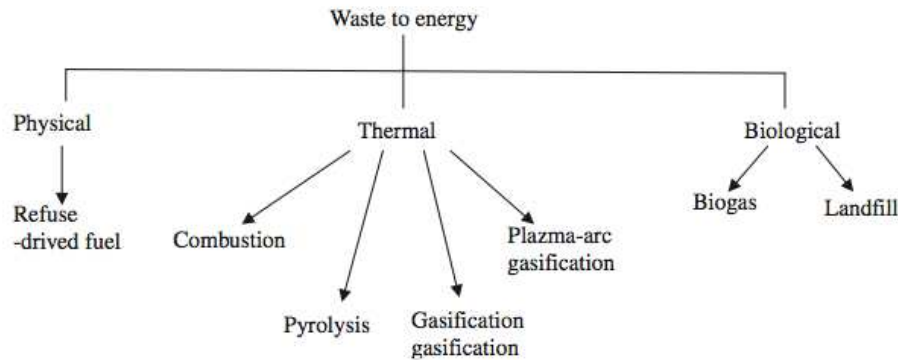 Waste to energy
Physical
Thermal
Biological
Refuse
-drived fuel
Combustion
Pyrolysis
Gasification
gasification
Plazma-arc
gasification
Biogas
Landfill